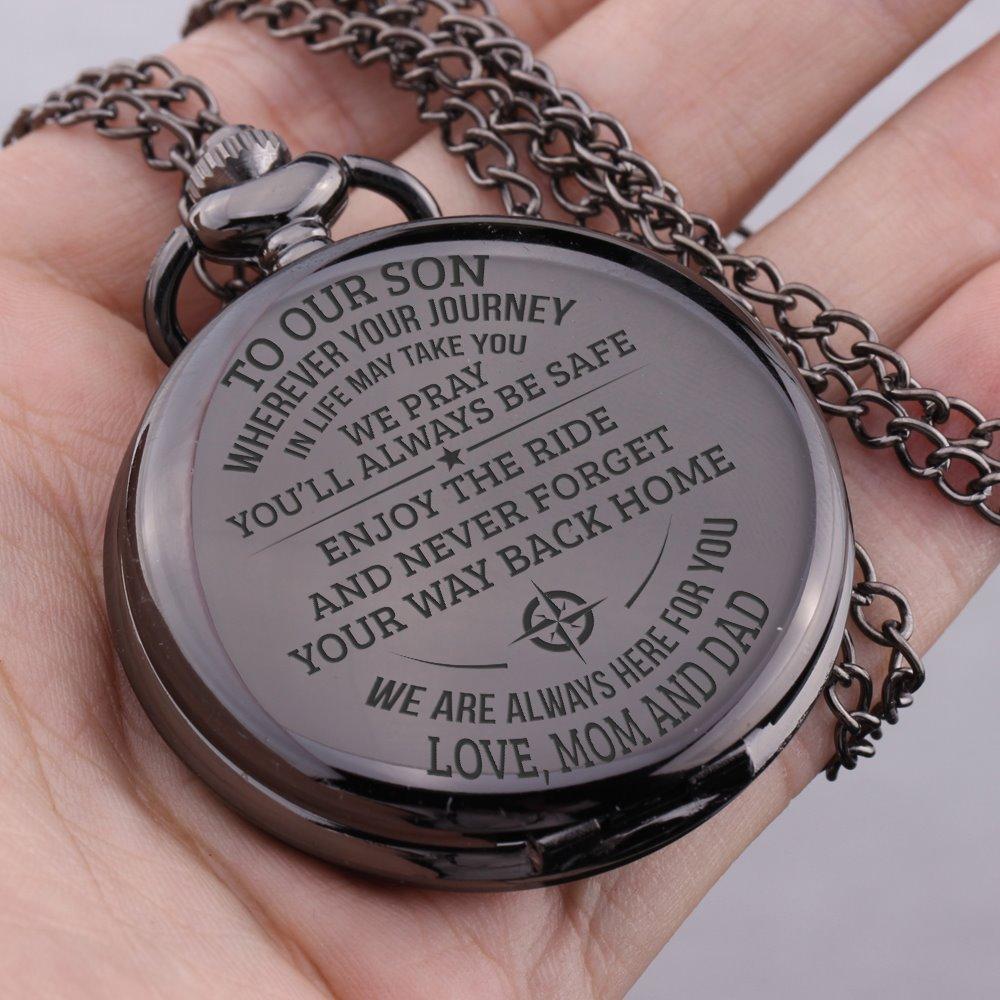 TO OUR SON
WHEREVER YOUR JOURNEY
IN LIFE MAY TAKE YOU
WE PRAY
YOU'LL ALWAYS BE SAFE
ENJOY THE RIDE
AND NEVER FORGET
YOUR WAY BACK HOME
WE ARE ALWAYS HERE FOR YOU
LOVE, MOM AND DAD